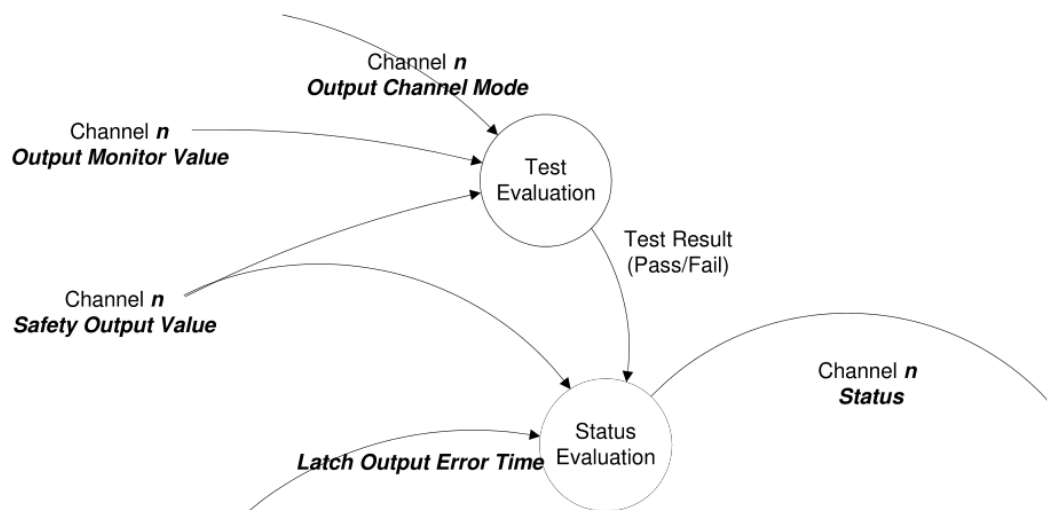 Channel n
Output Channel Mode
Channel n
Output Monitor Value
Test
Evaluation
Test Result
(Pass/Fail)
Channel n
Safety Output Value
Channel n
Status
Latch Output Error Time
Status
Evaluation